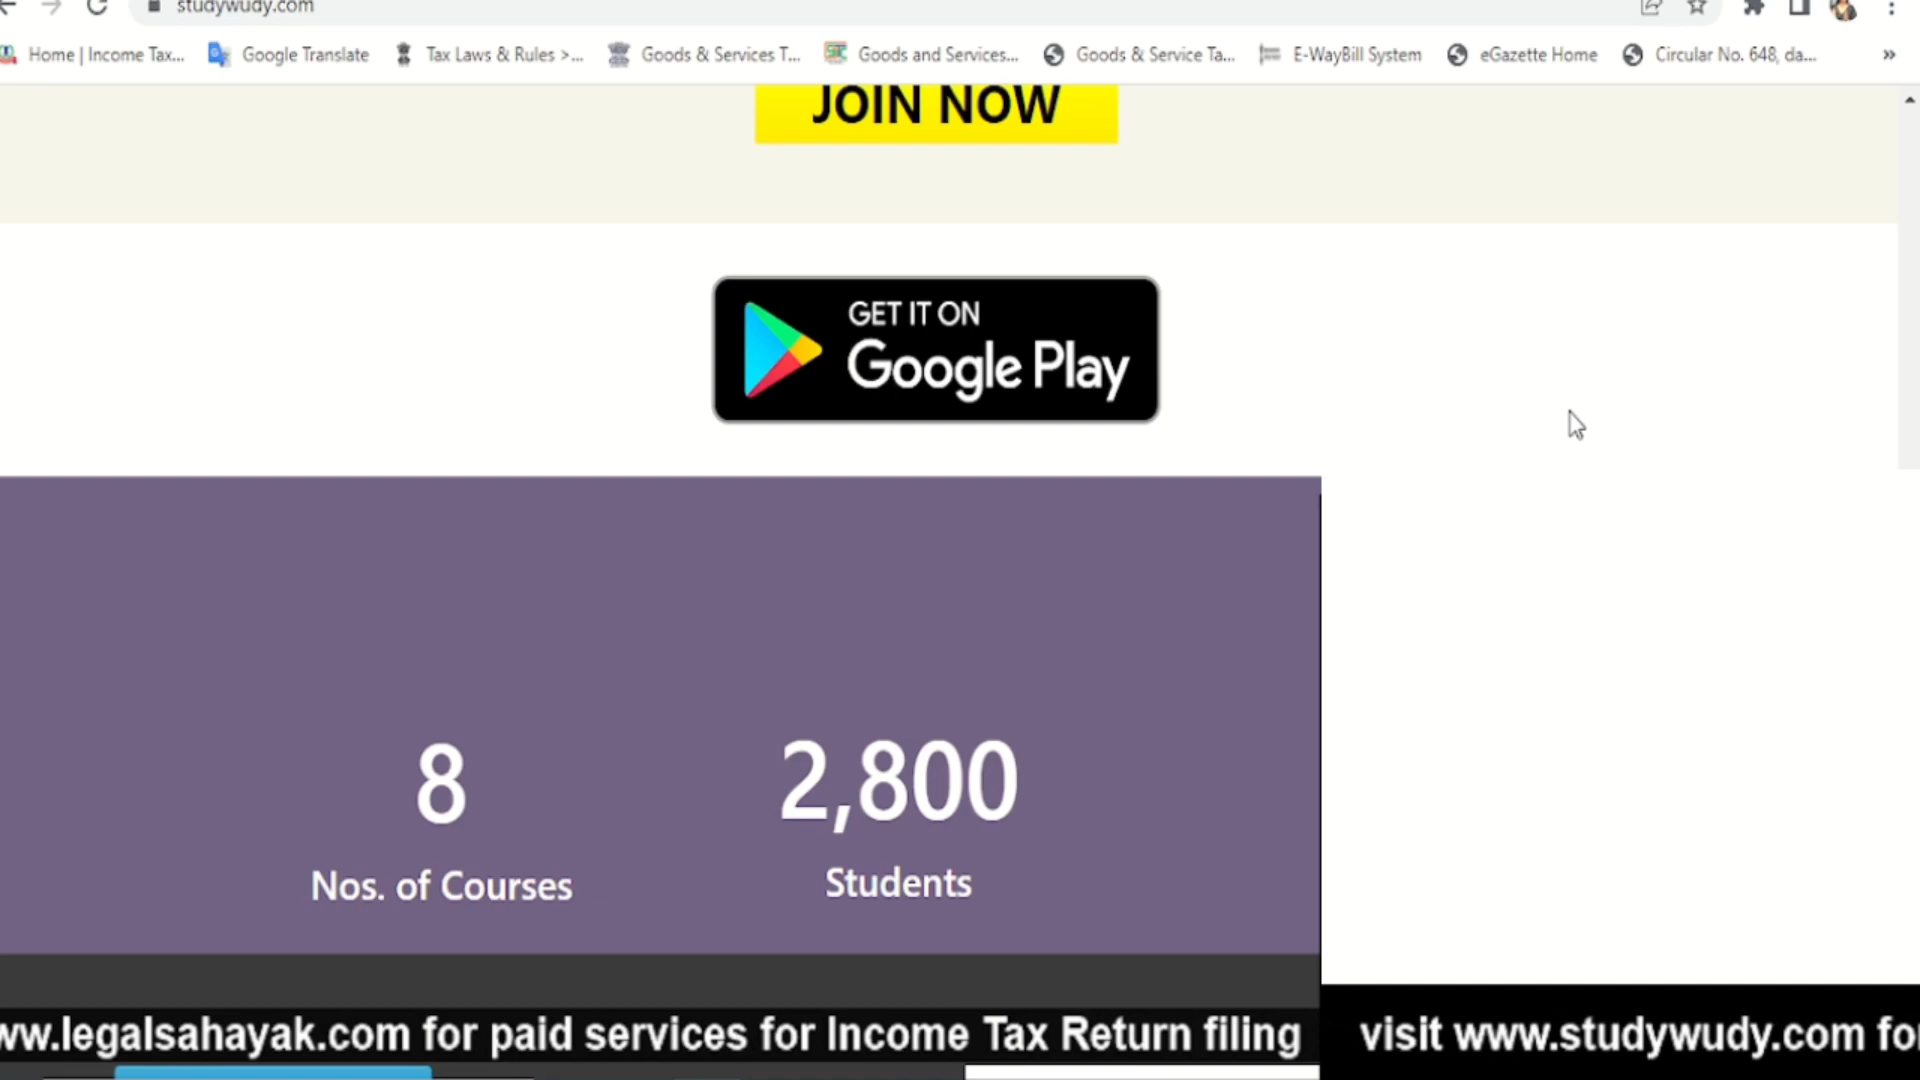 studywudy.com
Home | Income Tax...
Google Translate
Tax Laws & Rules >...
Goods & Services T...
Goods and Services...
Goods & Service Ta...
E-WayBill System
eGazette Home
Circular No. 648, da...
»
JOIN NOW
GET IT ON
Google Play
8
Nos. of Courses
2,800
Students
ww.legalsahayak.com for paid services for Income Tax Return filing
visit www.studywudy.com fo